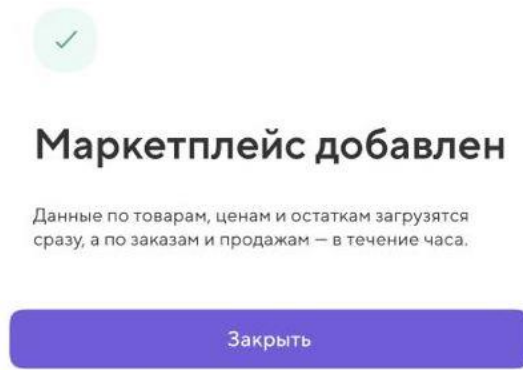 Маркетплейс добавлен
Данные по товарам, ценам и остаткам загрузятся
сразу, а по заказам и продажам — в течение часа.
Закрыть